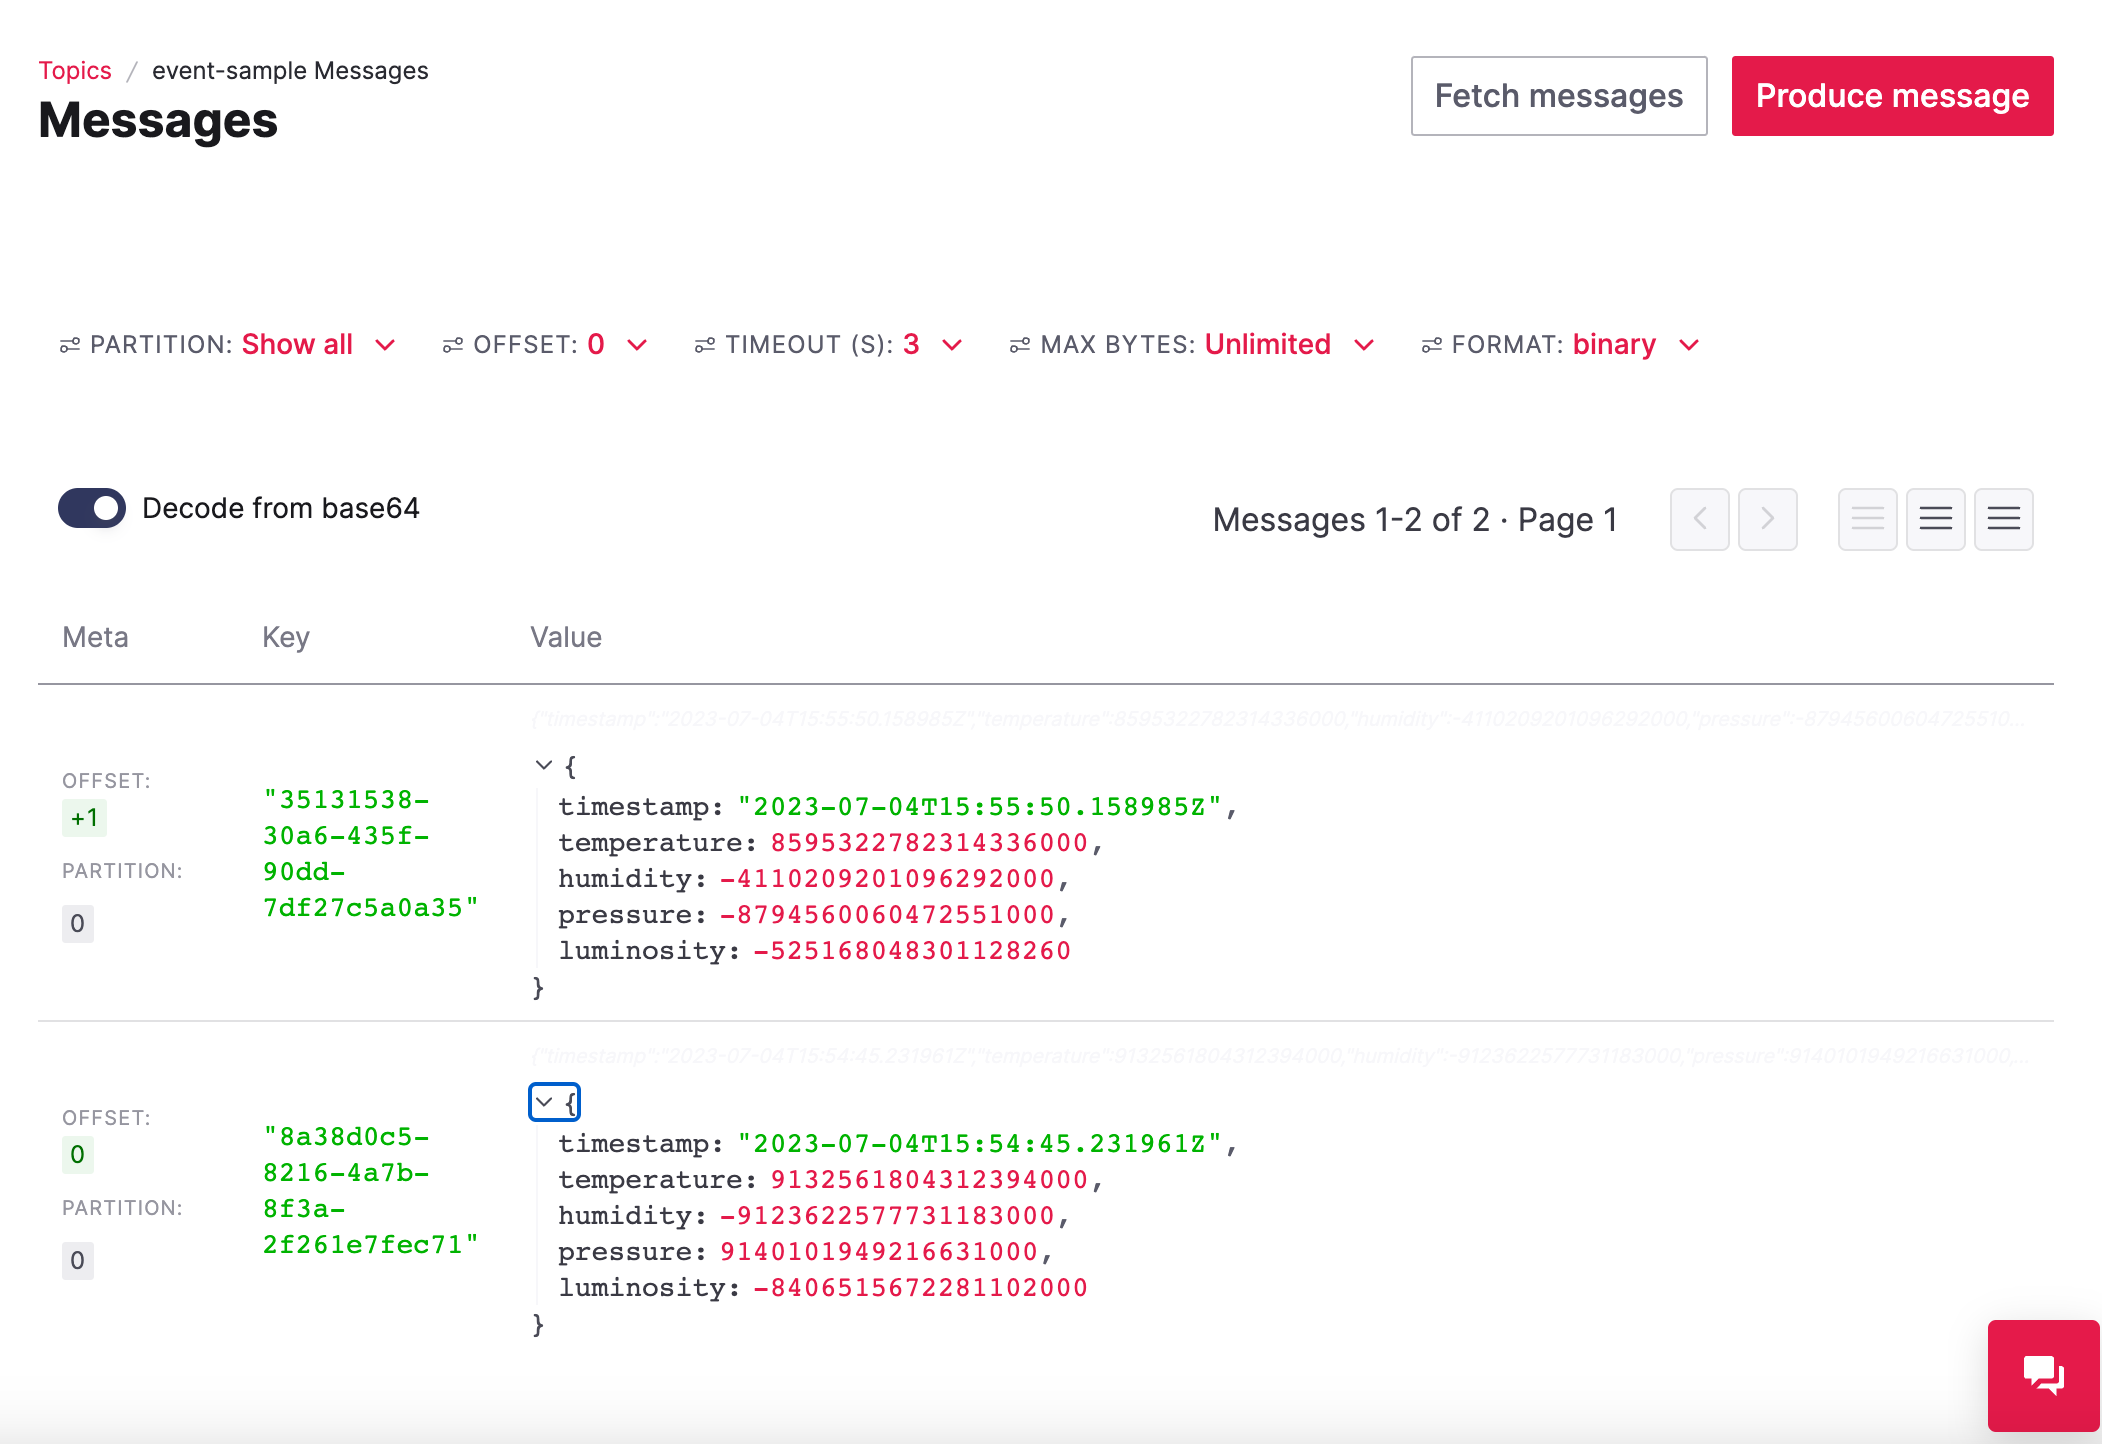 Topics / event-sample Messages
Messages
Fetch messages
Produce message
PARTITION: Show all
OFFSET: 0
TIMEOUT (S): 3
MAX BYTES: Unlimited
FORMAT: binary
Decode from base64
Messages 1-2 of 2 · Page 1
Meta Key Value
{"timestamp":"2023-07-04T15:55:50.158985Z","temperature":8595322782314336000,"humidity":-4110209201096292000,"pressure":-87945600604725510...
OFFSET:
+1
PARTITION:
0
"35131538-
30a6-435f-
90dd-
7df27c5a0a35"
{
timestamp: "2023-07-04T15:55:50.158985Z",
temperature: 8595322782314336000,
humidity: -4110209201096292000,
pressure: -8794560060472551000,
luminosity: -525168048301128260
}
{"timestamp":"2023-07-04T15:54:45.231961Z","temperature":9132561804312394000,"humidity":-9123622577731183000,"pressure":9140101949216631000,...
OFFSET:
0
PARTITION:
0
"8a38d0c5-
8216-4a7b-
8f3a-
2f261e7fec71"
{
timestamp: "2023-07-04T15:54:45.231961Z",
temperature: 9132561804312394000,
humidity: -9123622577731183000,
pressure: 9140101949216631000,
luminosity: -8406515672281102000
}